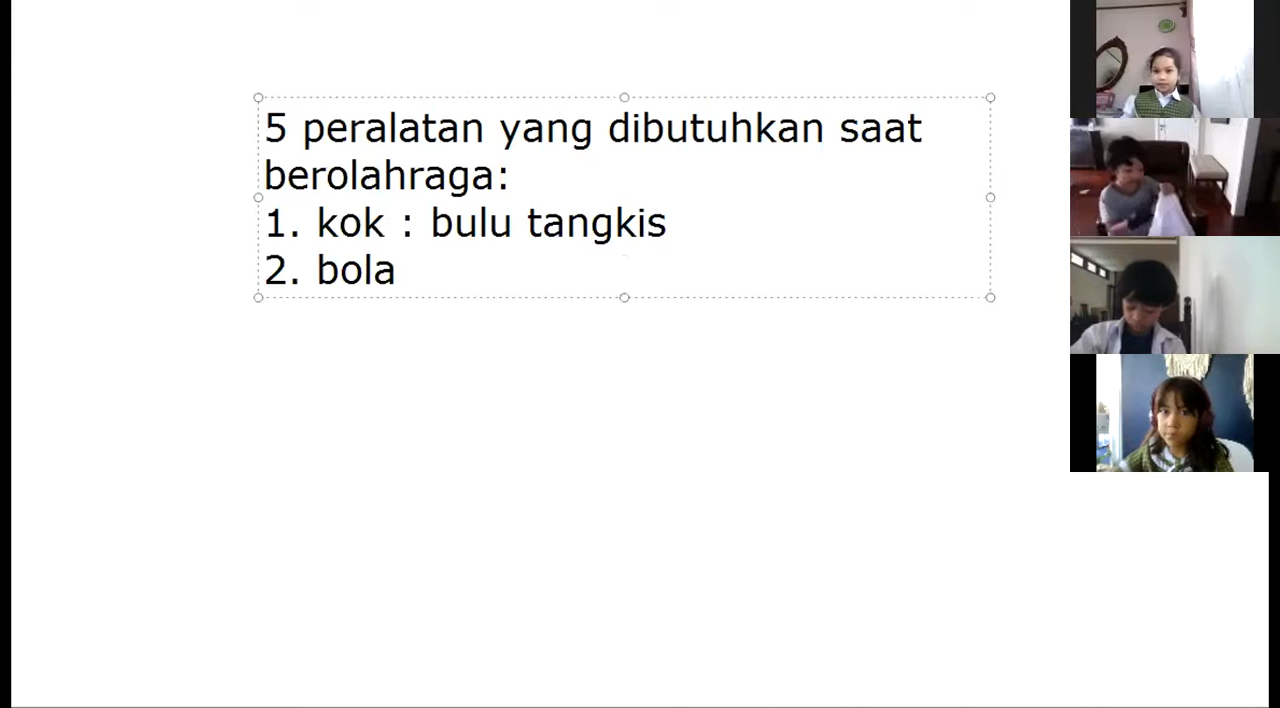 5 peralatan yang dibutuhkan saat
berolahraga:
1. kok : bulu tangkis
2. bola